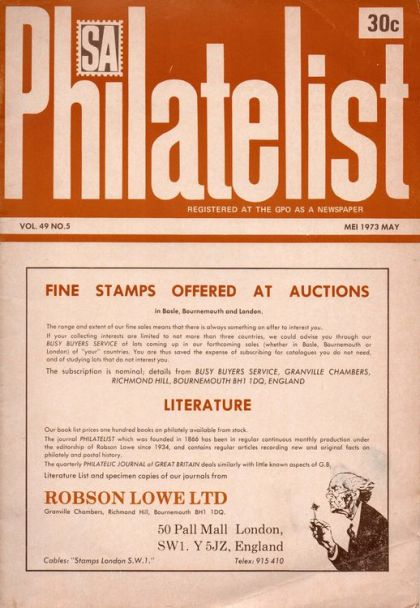 SA
30c
Philatelist
REGISTERED AT THE GPO AS A NEWSPAPER
VOL. 49 NO. 5
MEI 1973 MAY
FINE STAMPS OFFERED AT AUCTIONS
in Basle, Bournemouth and London.
The range and extent of our fine sales means that there is always something on offer to interest you.
If your collecting interests are limited to not more than three countries, we could advise you through our
BUSY BUYERS SERVICE of lots coming up in our forthcoming sales (whether in Basle, Bournemouth or
London) of "your" countries. You are thus saved the expense of subscribing for catalogues you do not need,
and of studying lots that do not interest you.
The subscription is nominal; details from BUSY BUYERS SERVICE, GRANVILLE CHAMBERS,
RICHMOND HILL, BOURNEMOUTH BH1 1DQ, ENGLAND
LITERATURE
Our book list prices one hundred books on philately available from stock.
The journal PHILATELIST which was founded in 1866 has been in regular continuous monthly production under
the editorship of Robson Lowe since 1934, and contains regular articles recording new and original facts on
philately and postal history.
The quarterly PHILATELIC JOURNAL of GREAT BRITAIN deals similarly with little known aspects of G.B.
Literature List and specimen copies of our journals from
ROBSON LOWE LTD
Granville Chambers, Richmond Hill, Bournemouth BH1 1DQ.
50 Pall Mall London,
SW1. Y 5JZ, England
Cables: "Stamps London S.W.1."
Telex: 915 410